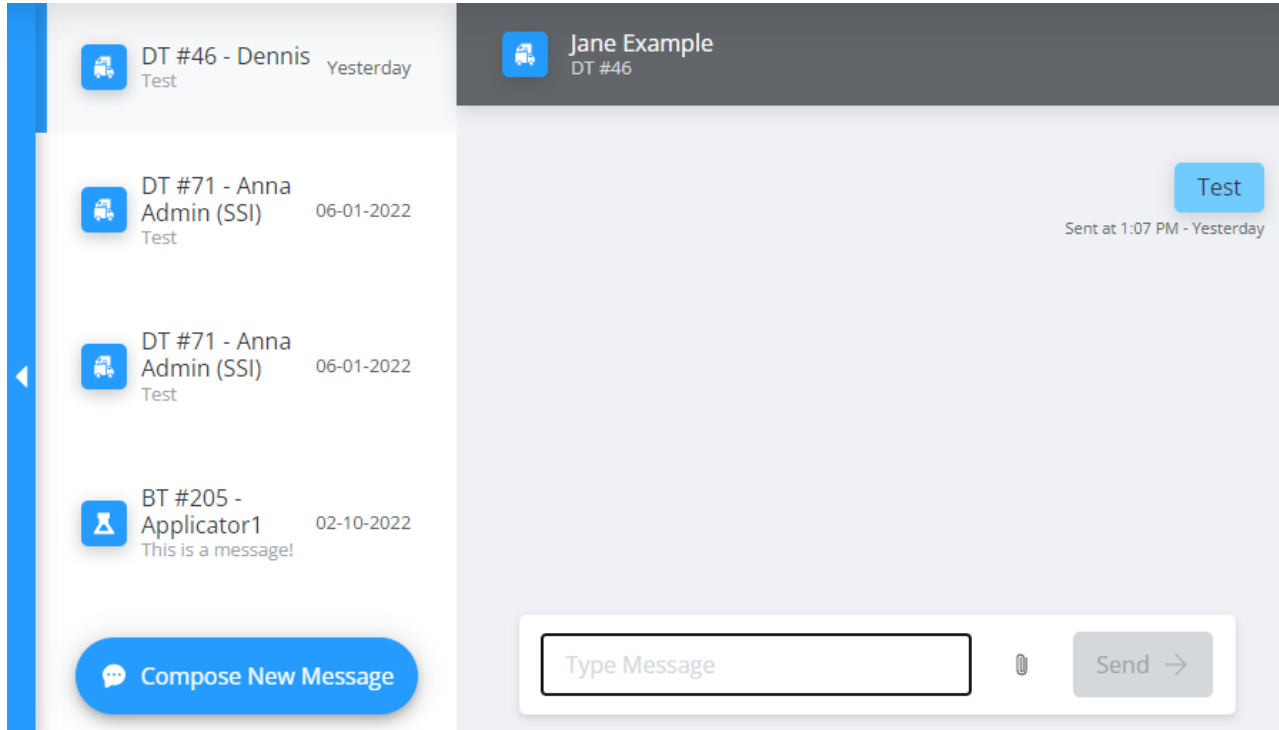 DT #46 - Dennis
Yesterday
Test
DT #71 - Anna
Admin (SSI)
06-01-2022
Test
DT #71 - Anna
Admin (SSI)
06-01-2022
Test
BT #205 -
Applicator1
02-10-2022
This is a message!
Compose New Message
Jane Example
DT #46
Test
Sent at 1:07 PM - Yesterday
Type Message
Send